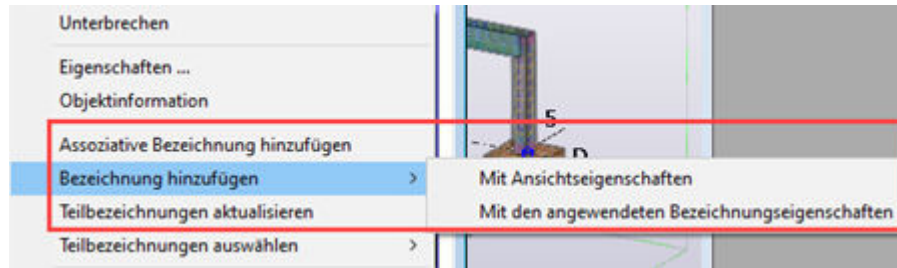 Unterbrechen
Eigenschaften ...
Objektinformation
5
Assoziative Bezeichnung hinzufügen
D
Bezeichnung hinzufügen >
Mit Ansichtseigenschaften
Teilbezeichnungen aktualisieren
Mit den angewendeten Bezeichnungseigenschaften
Teilbezeichnungen auswählen >